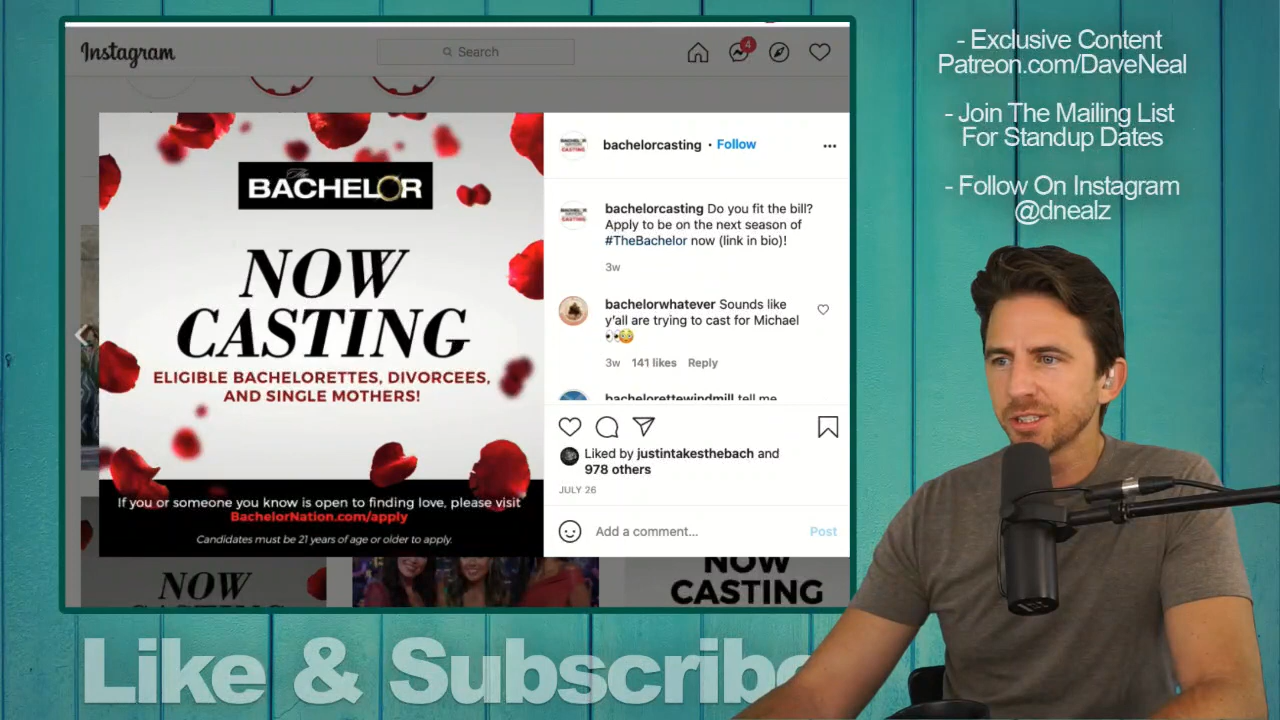 Instagram
Search
4
The
BACHELOR
NOW
CASTING
ELIGIBLE BACHELORETTES, DIVORCEES,
AND SINGLE MOTHERS!
If you or someone you know is open to finding love, please visit
BachelorNation.com/apply
Candidates must be 21 years of age or older to apply.
bachelorcasting · Follow
bachelorcasting Do you fit the bill?
Apply to be on the next season of
#TheBachelor now (link in bio)!
3w
bachelorwhatever Sounds like
y'all are trying to cast for Michael
👀😳
3w 141 likes Reply
bachelorettewindmill tell me
Liked by justintakesthebach and
978 others
JULY 26
Add a comment... Post
NOW
NOW
CASTING
- Exclusive Content
Patreon.com/DaveNeal
- Join The Mailing List
For Standup Dates
- Follow On Instagram
@dnealz
Like & Subscribe